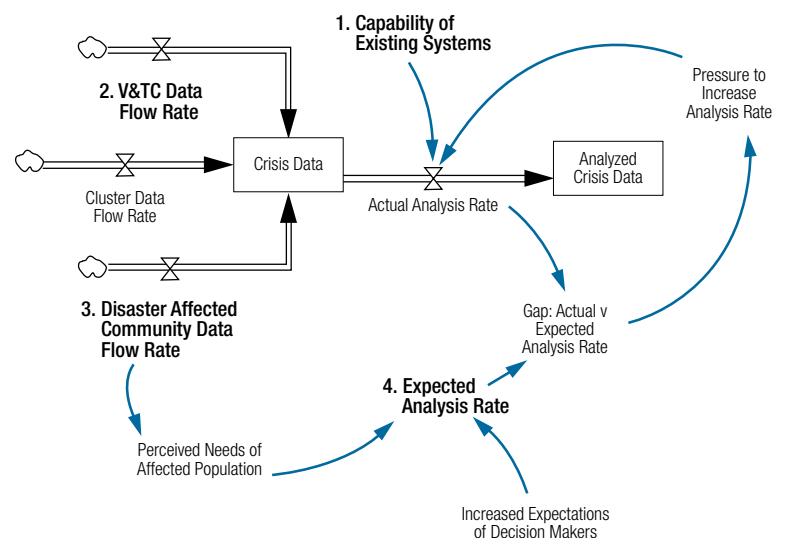 1. Capability of
Existing Systems
Pressure to
Increase
Analysis Rate
2. V&TC Data
Flow Rate
Crisis Data
Analyzed
Crisis Data
Cluster Data
Flow Rate
Actual Analysis Rate
3. Disaster Affected
Community Data
Flow Rate
Gap: Actual v
Expected
Analysis Rate
4. Expected
Analysis Rate
Perceived Needs of
Affected Population
Increased Expectations
of Decision Makers